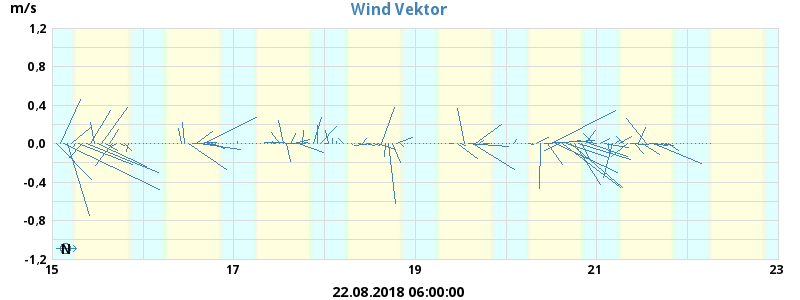 Wind Vektor
m/s
1,2
0,8
0,4
0,0
-0,4
-0,8
-1,2
N
15 17 19 21 23
22.08.2018 06:00:00